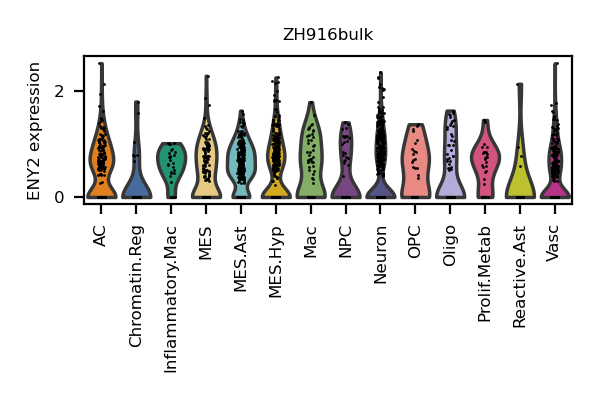 ZH916bulk
ENY2 expression
2
0
AC
Chromatin.Reg
Inflammatory.Mac
MES
MES.Ast
MES.Hyp
Mac
NPC
Neuron
OPC
Oligo
Prolif.Metab
Reactive.Ast
Vasc